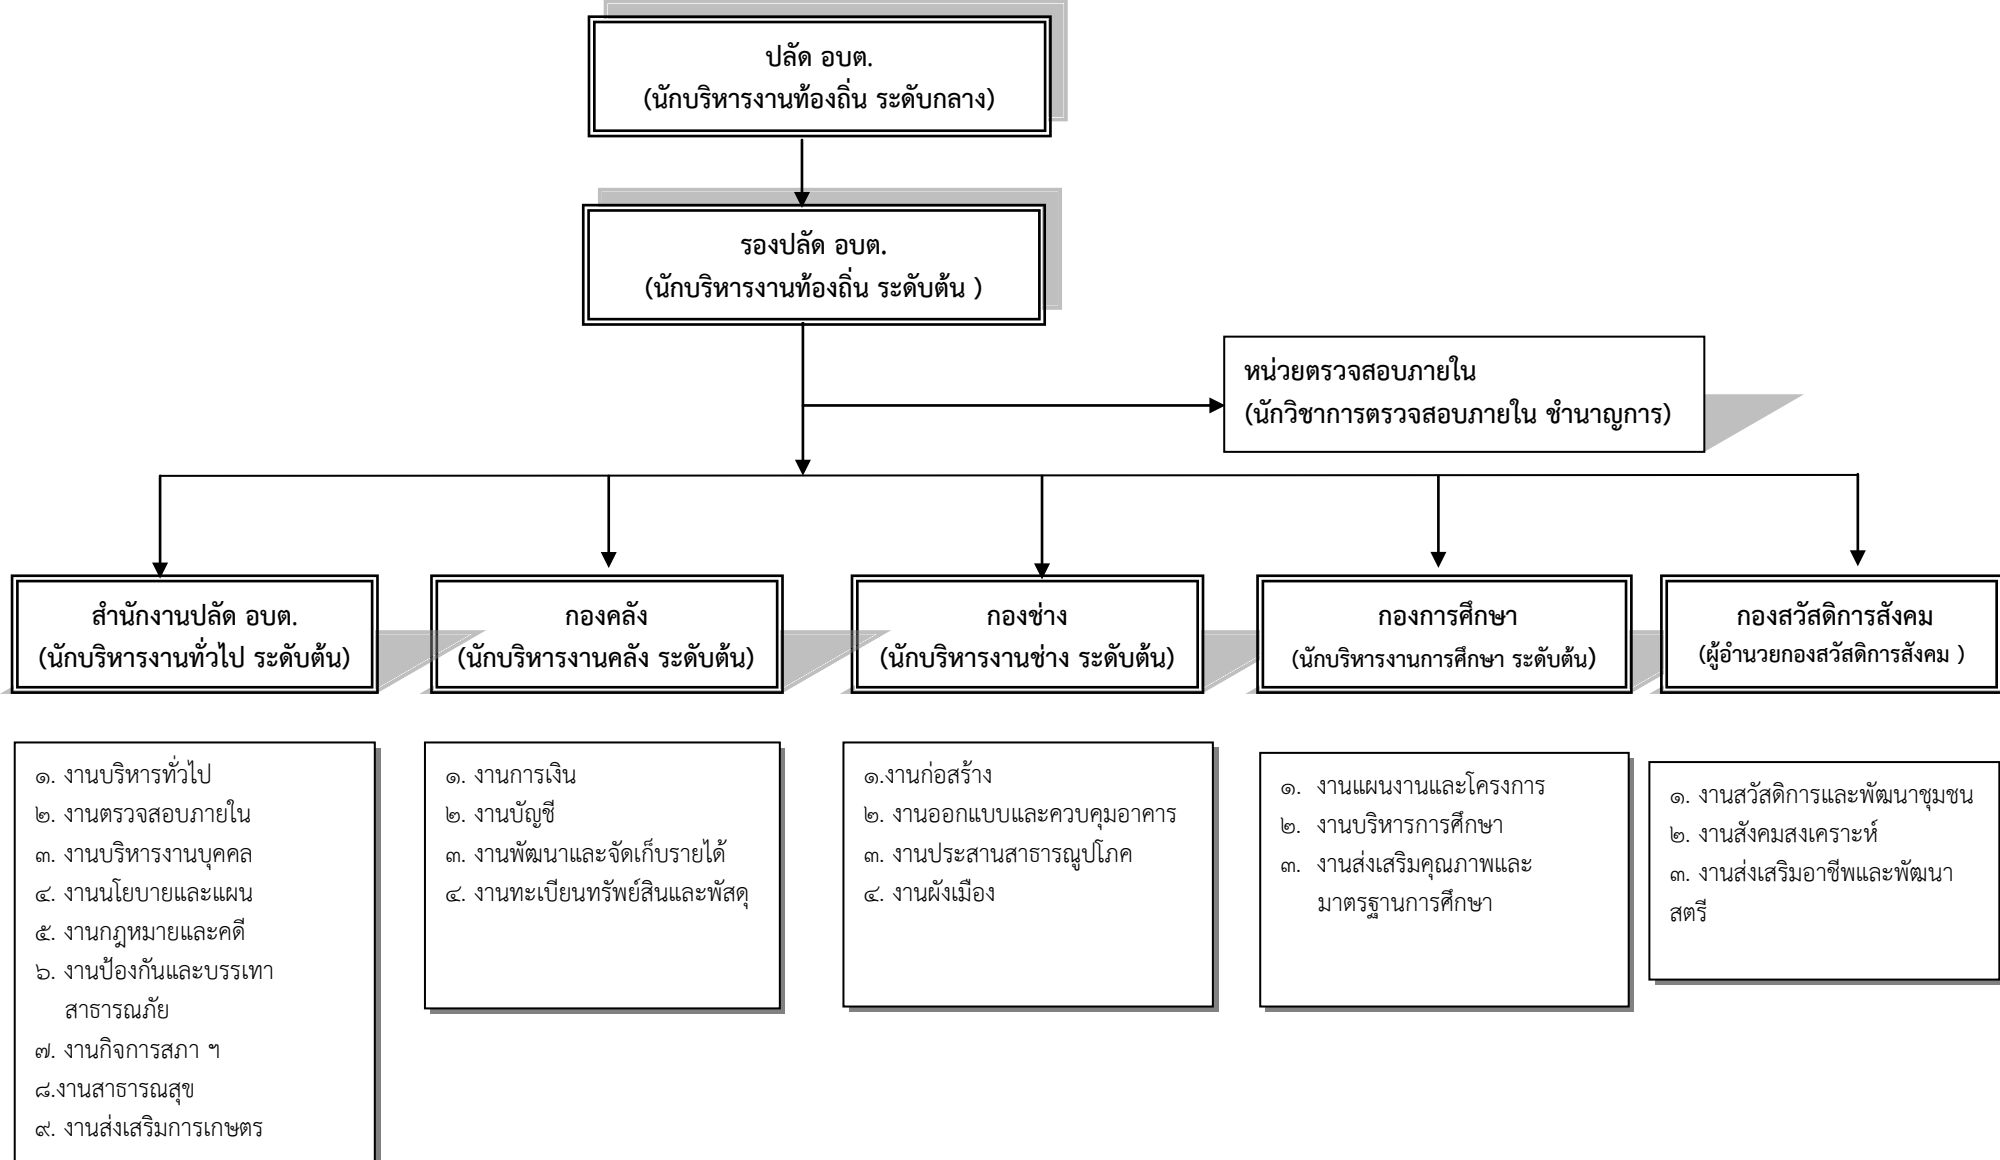 ปลัด อบต.
(นักบริหารงานท้องถิ่น ระดับกลาง)
รองปลัด อบต.
(นักบริหารงานท้องถิ่น ระดับต้น )
หน่วยตรวจสอบภายใน
(นักวิชาการตรวจสอบภายใน ชำนาญการ)
สำนักงานปลัด อบต.
(นักบริหารงานทั่วไป ระดับต้น)
กองคลัง
(นักบริหารงานคลัง ระดับต้น)
กองช่าง
(นักบริหารงานช่าง ระดับต้น)
กองการศึกษา
(นักบริหารงานการศึกษา ระดับต้น)
กองสวัสดิการสังคม
(ผู้อำนวยกองสวัสดิการสังคม )
๑. งานบริหารทั่วไป
๒. งานตรวจสอบภายใน
๓. งานบริหารงานบุคคล
๔. งานนโยบายและแผน
๕. งานกฎหมายและคดี
๖. งานป้องกันและบรรเทา
สาธารณภัย
๗. งานกิจการสภา ฯ
๘.งานสาธารณสุข
๙. งานส่งเสริมการเกษตร
๑. งานการเงิน
๒. งานบัญชี
๓. งานพัฒนาและจัดเก็บรายได้
๔. งานทะเบียนทรัพย์สินและพัสดุ
๑.งานก่อสร้าง
๒. งานออกแบบและควบคุมอาคาร
๓. งานประสานสาธารณูปโภค
๔. งานผังเมือง
๑. งานแผนงานและโครงการ
๒. งานบริหารการศึกษา
๓. งานส่งเสริมคุณภาพและ
มาตรฐานการศึกษา
๑. งานสวัสดิการและพัฒนาชุมชน
๒. งานสังคมสงเคราะห์
๓. งานส่งเสริมอาชีพและพัฒนา
สตรี